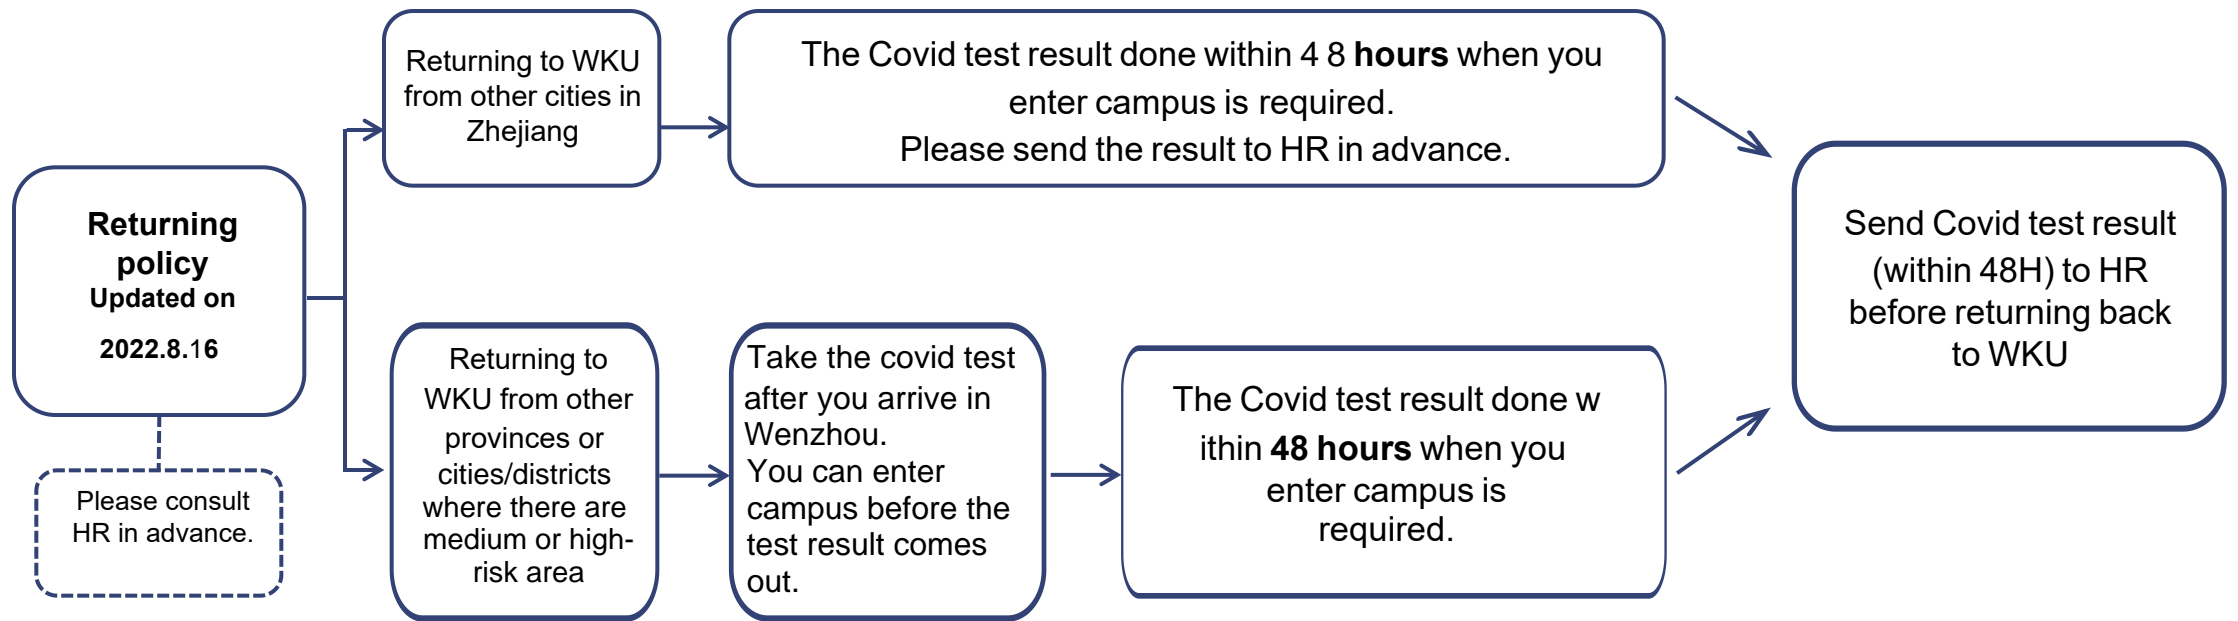 Returning
policy
Updated on
2022.8.16
Please consult
HR in advance.
Returning to WKU
from other cities in
Zhejiang
The Covid test result done within 4 8 hours when you
enter campus is required.
Please send the result to HR in advance.
Returning to
WKU from other
provinces or
cities/districts
where there are
medium or high-
risk area
Take the covid test
after you arrive in
Wenzhou.
You can enter
campus before the
test result comes
out.
The Covid test result done w
ithin 48 hours when you
enter campus is
required.
Send Covid test result
(within 48H) to HR
before returning back
to WKU